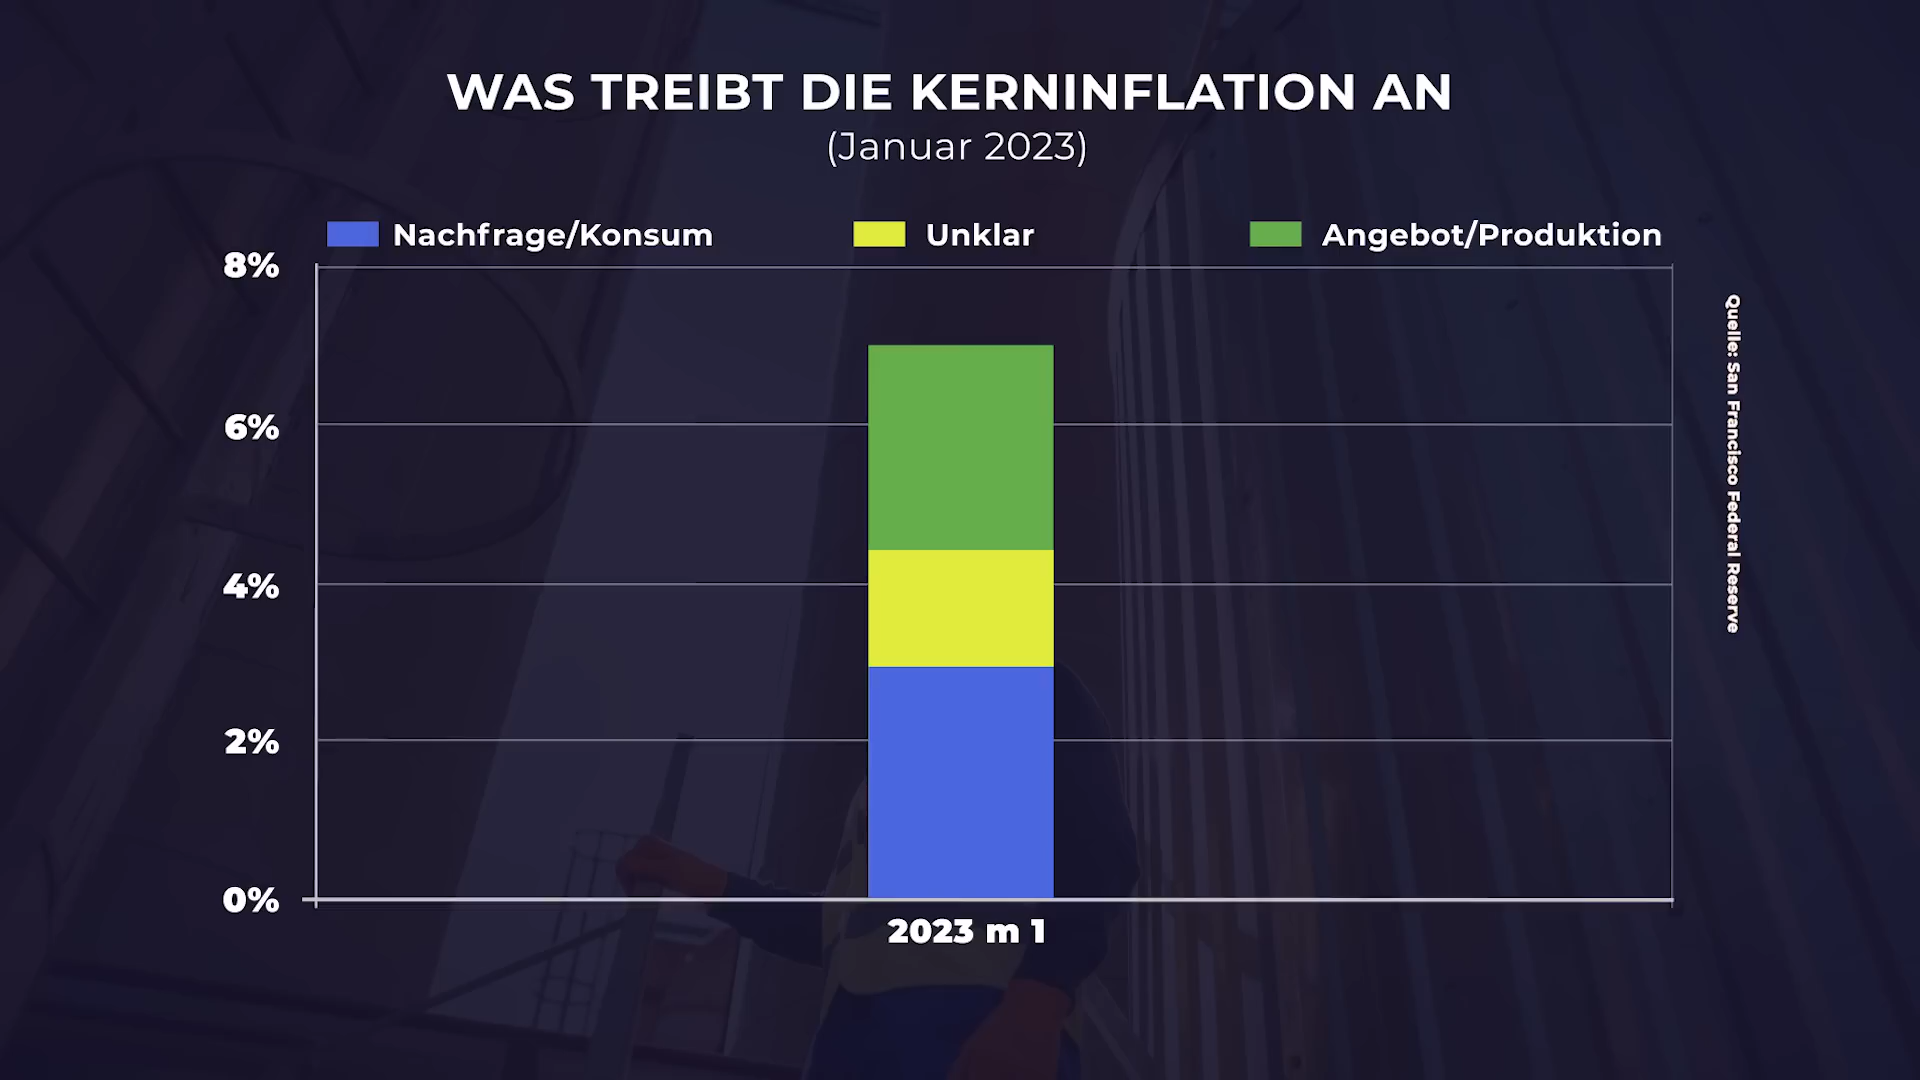 WAS TREIBT DIE KERNINFLATION AN
(Januar 2023)
Nachfrage/Konsum
Unklar
Angebot/Produktion
8%
6%
4%
2%
0%
2023 m 1
Quelle: San Francisco Federal Reserve